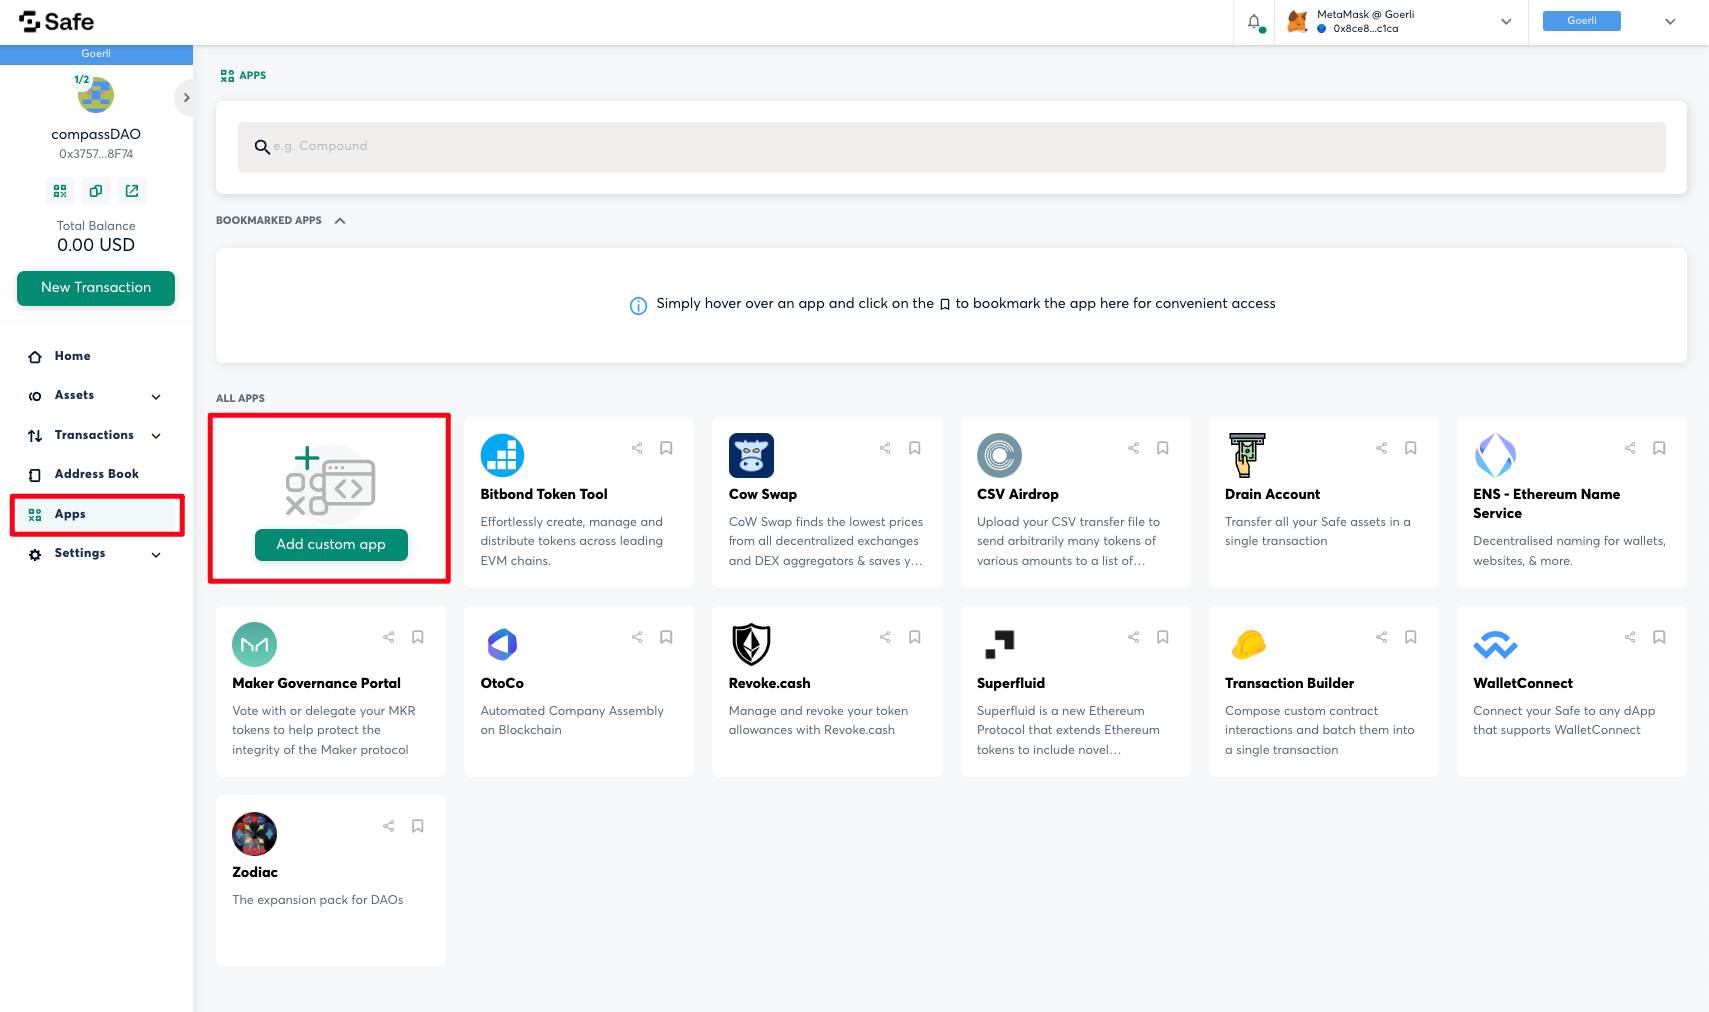 Safe
MetaMask @ Goerli
0x8ce8...c1ca
Goerli
Goerli
1/2
compassDAO
0x3757...8F74
Total Balance
0.00 USD
New Transaction
Home
Assets
Transactions
Address Book
Apps
Settings
APPS
e.g. Compound
BOOKMARKED APPS
Simply hover over an app and click on the to bookmark the app here for convenient access
ALL APPS
Add custom app
Bitbond Token Tool
Effortlessly create, manage and
distribute tokens across leading
EVM chains.
Cow Swap
CoW Swap finds the lowest prices
from all decentralized exchanges
and DEX aggregators & saves y...
CSV Airdrop
Upload your CSV transfer file to
send arbitrarily many tokens of
various amounts to a list of...
Drain Account
Transfer all your Safe assets in a
single transaction
ENS - Ethereum Name
Service
Decentralised naming for wallets,
websites, & more.
Maker Governance Portal
Vote with or delegate your MKR
tokens to help protect the
integrity of the Maker protocol
OtoCo
Automated Company Assembly
on Blockchain
Revoke.cash
Manage and revoke your token
allowances with Revoke.cash
Superfluid
Superfluid is a new Ethereum
Protocol that extends Ethereum
tokens to include novel...
Transaction Builder
Compose custom contract
interactions and batch them into
a single transaction
WalletConnect
Connect your Safe to any dApp
that supports WalletConnect
Zodiac
The expansion pack for DAOs